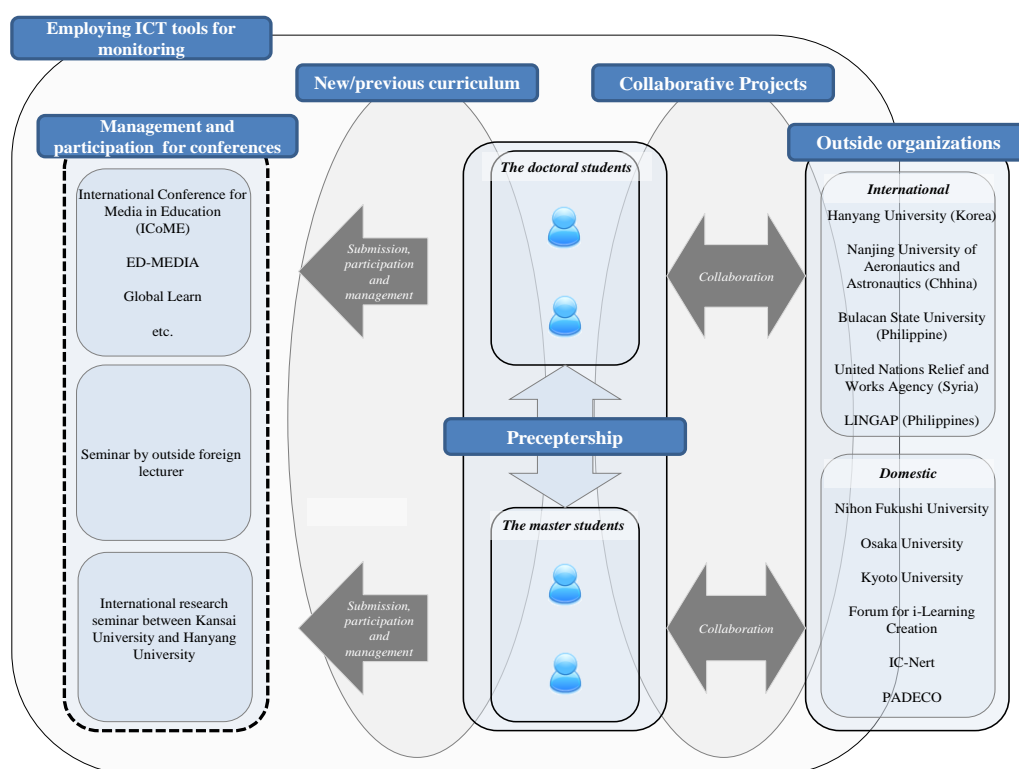 Employing ICT tools for
monitoring
New/previous curriculum
Collaborative Projects
Management and
participation  for conferences
International Conference for
Media in Education
(ICoME)
ED-MEDIA
Global Learn
etc.
Seminar by outside foreign
lecturer
International research
seminar between Kansai
University and Hanyang
University
Submission,
participation
and
management
Submission,
participation
and
management
The doctoral students
Preceptership
The master students
Collaboration
Collaboration
Outside organizations
International
Hanyang University (Korea)
Nanjing University of
Aeronautics and
Astronautics (Chhina)
Bulacan State University
(Philippine)
United Nations Relief and
Works Agency (Syria)
LINGAP (Philippines)
Domestic
Nihon Fukushi University
Osaka University
Kyoto University
Forum for i-Learning
Creation
IC-Nert
PADECO